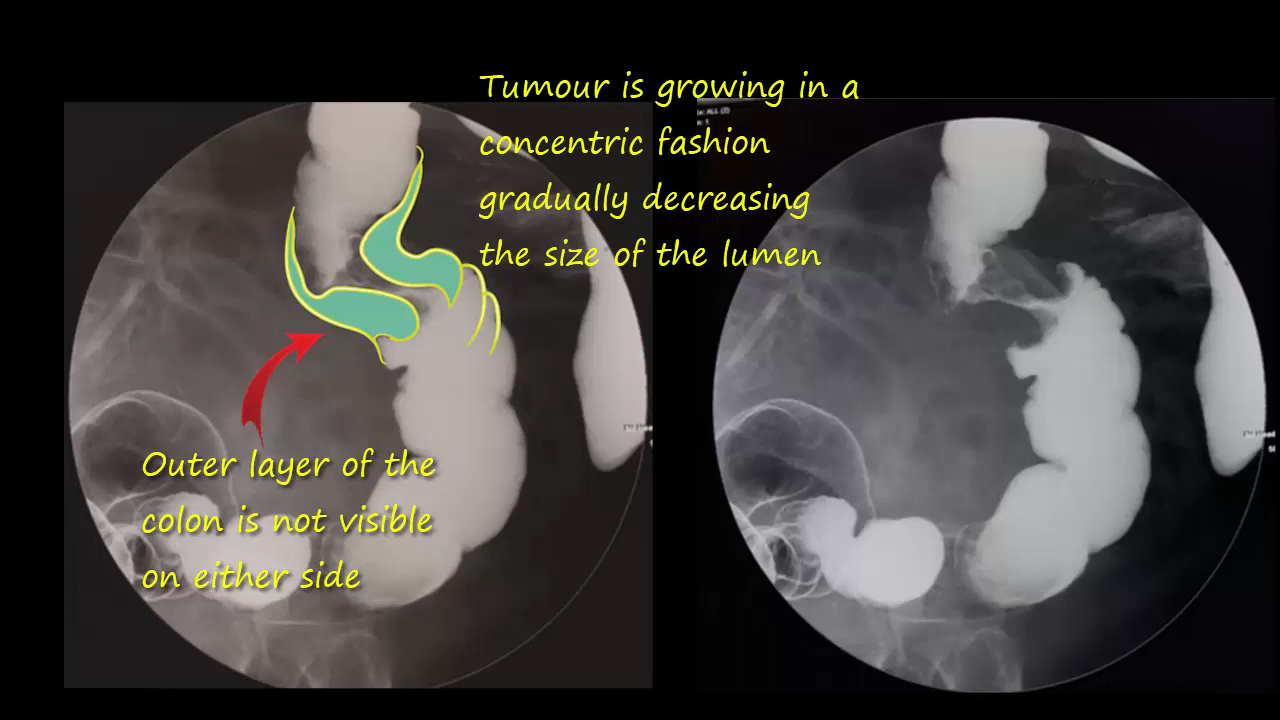 Tumour is growing in a
concentric fashion
gradually decreasing
the size of the lumen
Outer layer of the
colon is not visible
on either side